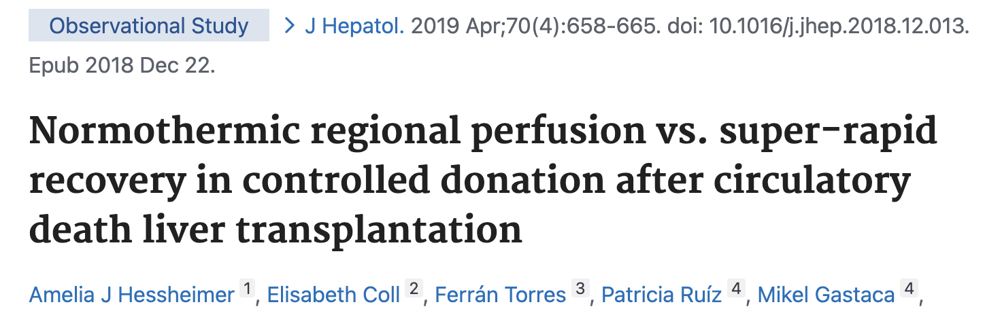 Observational Study > J Hepatol. 2019 Apr;70(4):658-665. doi: 10.1016/j.jhep.2018.12.013.
Epub 2018 Dec 22.
Normothermic regional perfusion vs. super-rapid
recovery in controlled donation after circulatory
death liver transplantation
Amelia J Hessheimer 1, Elisabeth Coll 2, Ferrán Torres 3, Patricia Ruíz 4, Mikel Gastaca 4,